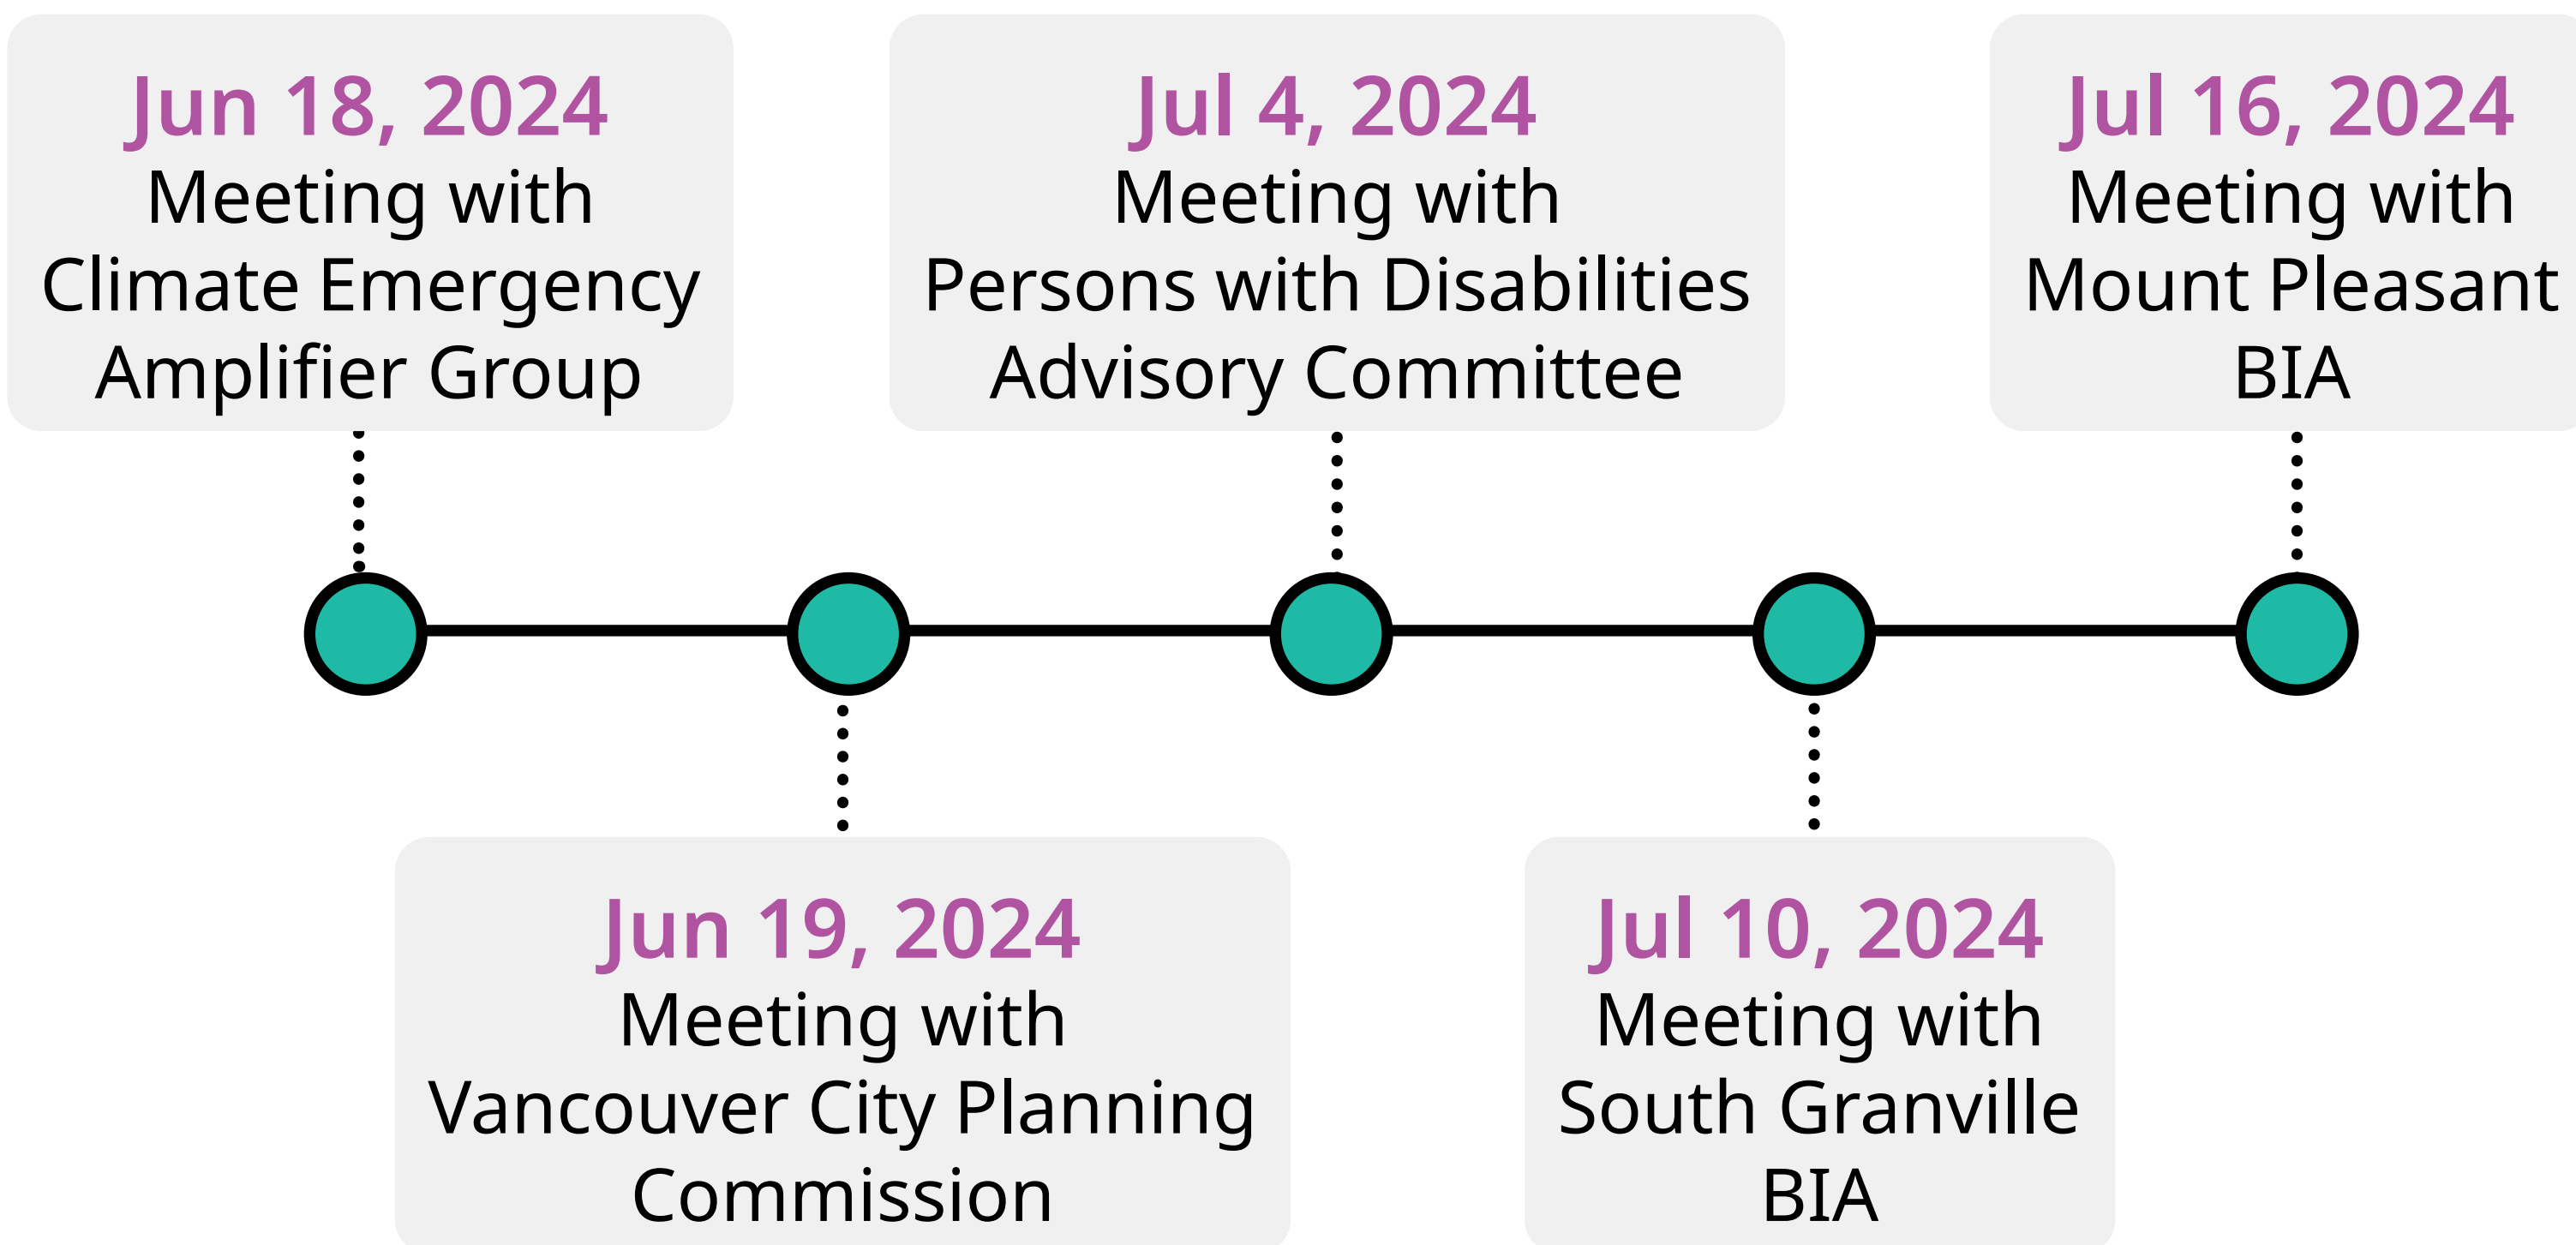 Jun 18, 2024
Meeting with
Climate Emergency
Amplifier Group
Jun 19, 2024
Meeting with
Vancouver City Planning
Commission
Jul 4, 2024
Meeting with
Persons with Disabilities
Advisory Committee
Jul 10, 2024
Meeting with
South Granville
BIA
Jul 16, 2024
Meeting with
Mount Pleasant
BIA